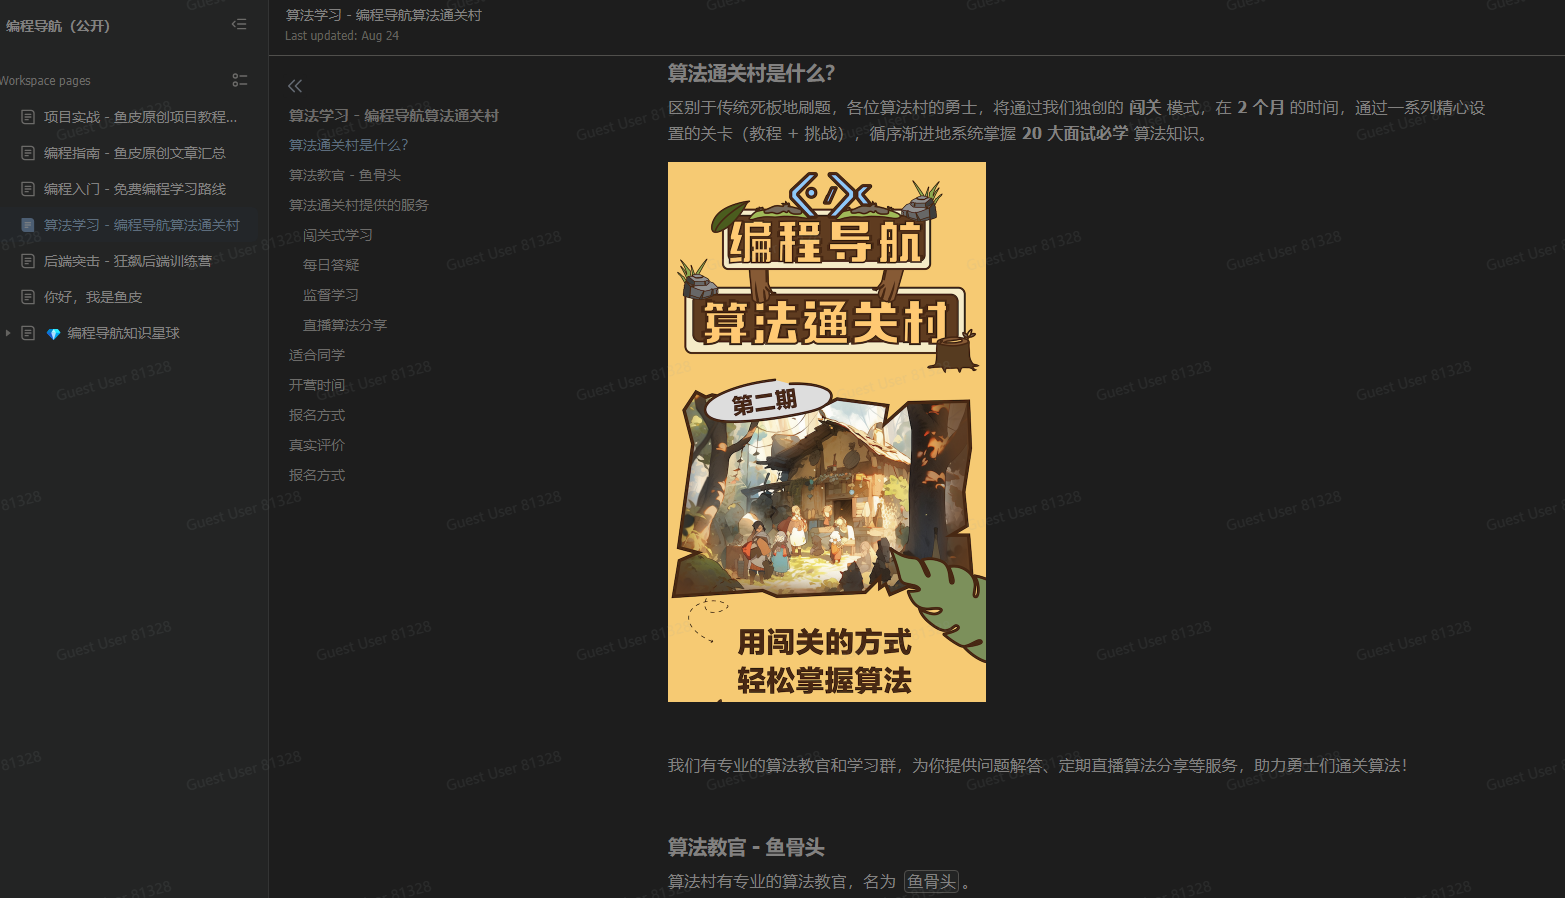 编程导航（公开）
Workspace pages
项目实战 - 鱼皮原创项目教程...
编程指南 - 鱼皮原创文章汇总
编程入门 - 免费编程学习路线
算法学习 - 编程导航算法通关村
后端突击 - 狂飙后端训练营
你好，我是鱼皮
💎 编程导航知识星球
算法学习 - 编程导航算法通关村
Last updated: Aug 24
算法学习 - 编程导航算法通关村
算法通关村是什么？
算法教官 - 鱼骨头
算法通关村提供的服务
闯关式学习
每日答疑
监督学习
直播算法分享
适合同学
开营时间
报名方式
真实评价
报名方式
算法通关村是什么？
区别于传统死板地刷题，各位算法村的勇士，将通过我们独创的 闯关 模式，在 2 个月 的时间，通过一系列精心设
置的关卡（教程 + 挑战），循序渐进地系统掌握 20 大面试必学 算法知识。
编程导航
算法通关村
第二期
用闯关的方式
轻松掌握算法
我们有专业的算法教官和学习群，为你提供问题解答、定期直播算法分享等服务，助力勇士们通关算法！
算法教官 - 鱼骨头
算法村有专业的算法教官，名为 鱼骨头 。
Guest User 81328